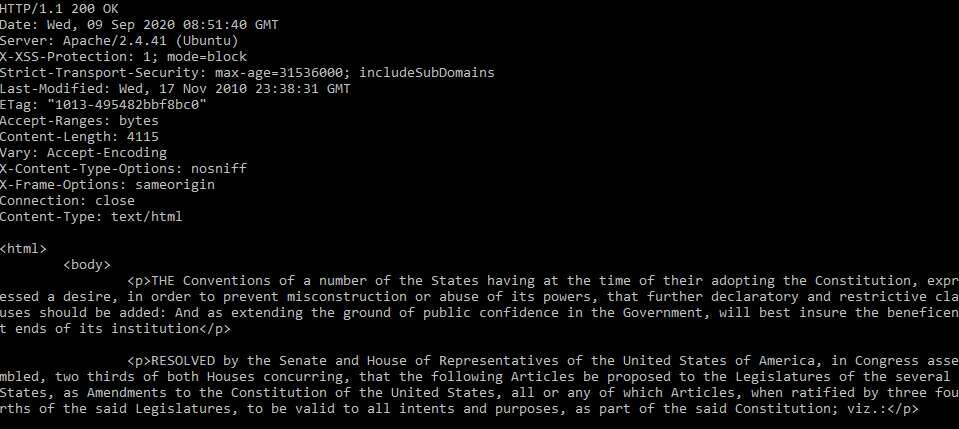 HTTP/1.1 200 OK
Date: Wed, 09 Sep 2020 08:51:40 GMT
Server: Apache/2.4.41 (Ubuntu)
X-XSS-Protection: 1; mode=block
Strict-Transport-Security: max-age=31536000; includeSubDomains
Last-Modified: Wed, 17 Nov 2010 23:38:31 GMT
ETag: "1013-495482bbf8bc0"
Accept-Ranges: bytes
Content-Length: 4115
Vary: Accept-Encoding
X-Content-Type-Options: nosniff
X-Frame-Options: sameorigin
Connection: close
Content-Type: text/html

<html>
        <body>
                <p>THE Conventions of a number of the States having at the time of their adopting the Constitution, expr
essed a desire, in order to prevent misconstruction or abuse of its powers, that further declaratory and restrictive cla
uses should be added: And as extending the ground of public confidence in the Government, will best insure the beneficen
t ends of its institution</p>

                <p>RESOLVED by the Senate and House of Representatives of the United States of America, in Congress asse
mbled, two thirds of both Houses concurring, that the following Articles be proposed to the Legislatures of the several
States, as Amendments to the Constitution of the United States, all or any of which Articles, when ratified by three fou
rths of the said Legislatures, to be valid to all intents and purposes, as part of the said Constitution; viz.:</p>